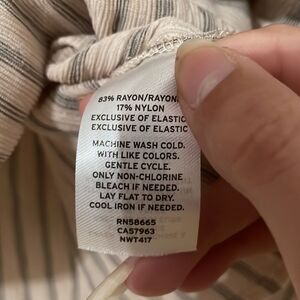 83% RAYON/RAYON
17% NYLON
EXCLUSIVE OF ELASTIC
EXCLUSIVE OF ELASTIC
MACHINE WASH COLD.
WITH LIKE COLORS.
GENTLE CYCLE.
ONLY NON-CHLORINE
BLEACH IF NEEDED.
LAY FLAT TO DRY.
COOL IRON IF NEEDED.
RN58665
CA57963
NWT417